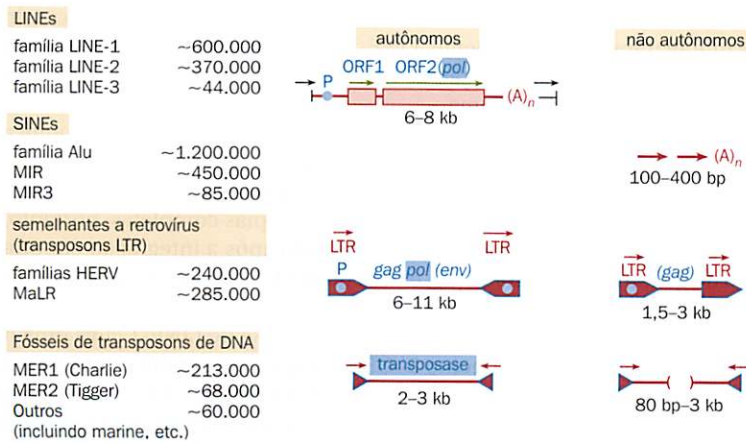 LINEs
família LINE-1 ~600.000
família LINE-2 ~370.000
família LINE-3 ~44.000
autônomos
não autônomos
P ORF1 ORF2(pol)
(A)n
6–8 kb
SINEs
família Alu ~1.200.000
MIR ~450.000
MIR3 ~85.000
(A)n
100–400 bp
semelhantes a retrovírus
(transposons LTR)
famílias HERV ~240.000
MaLR ~285.000
LTR LTR
P gag pol (env)
6–11 kb
LTR (gag) LTR
1,5–3 kb
Fósseis de transposons de DNA
MER1 (Charlie) ~213.000
MER2 (Tigger) ~68.000
Outros ~60.000
(incluindo marine, etc.)
transposase
2–3 kb
80 bp–3 kb